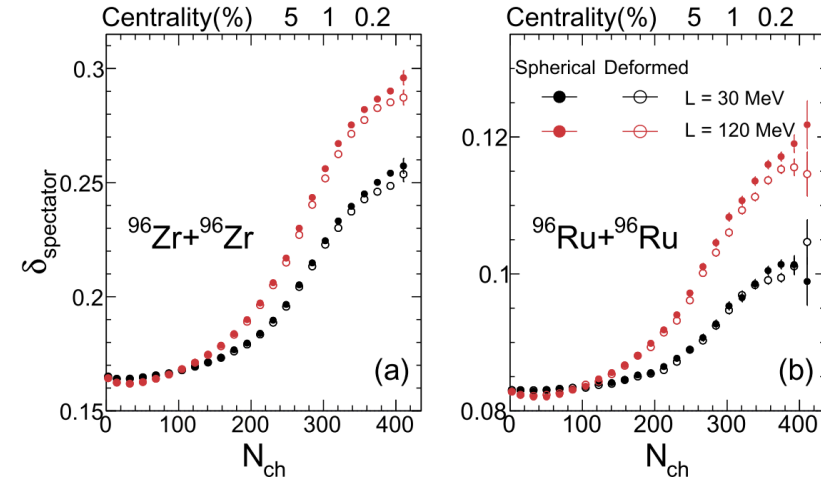 Centrality(%) 5 1 0.2
Centrality(%) 5 1 0.2
0.3
0.25
0.2
0.15
δspectator
96Zr+96Zr
(a)
0 100 200 300 400
Nch
Spherical Deformed
L = 30 MeV
L = 120 MeV
0.12
0.1
0.08
96Ru+96Ru
(b)
0 100 200 300 400
Nch